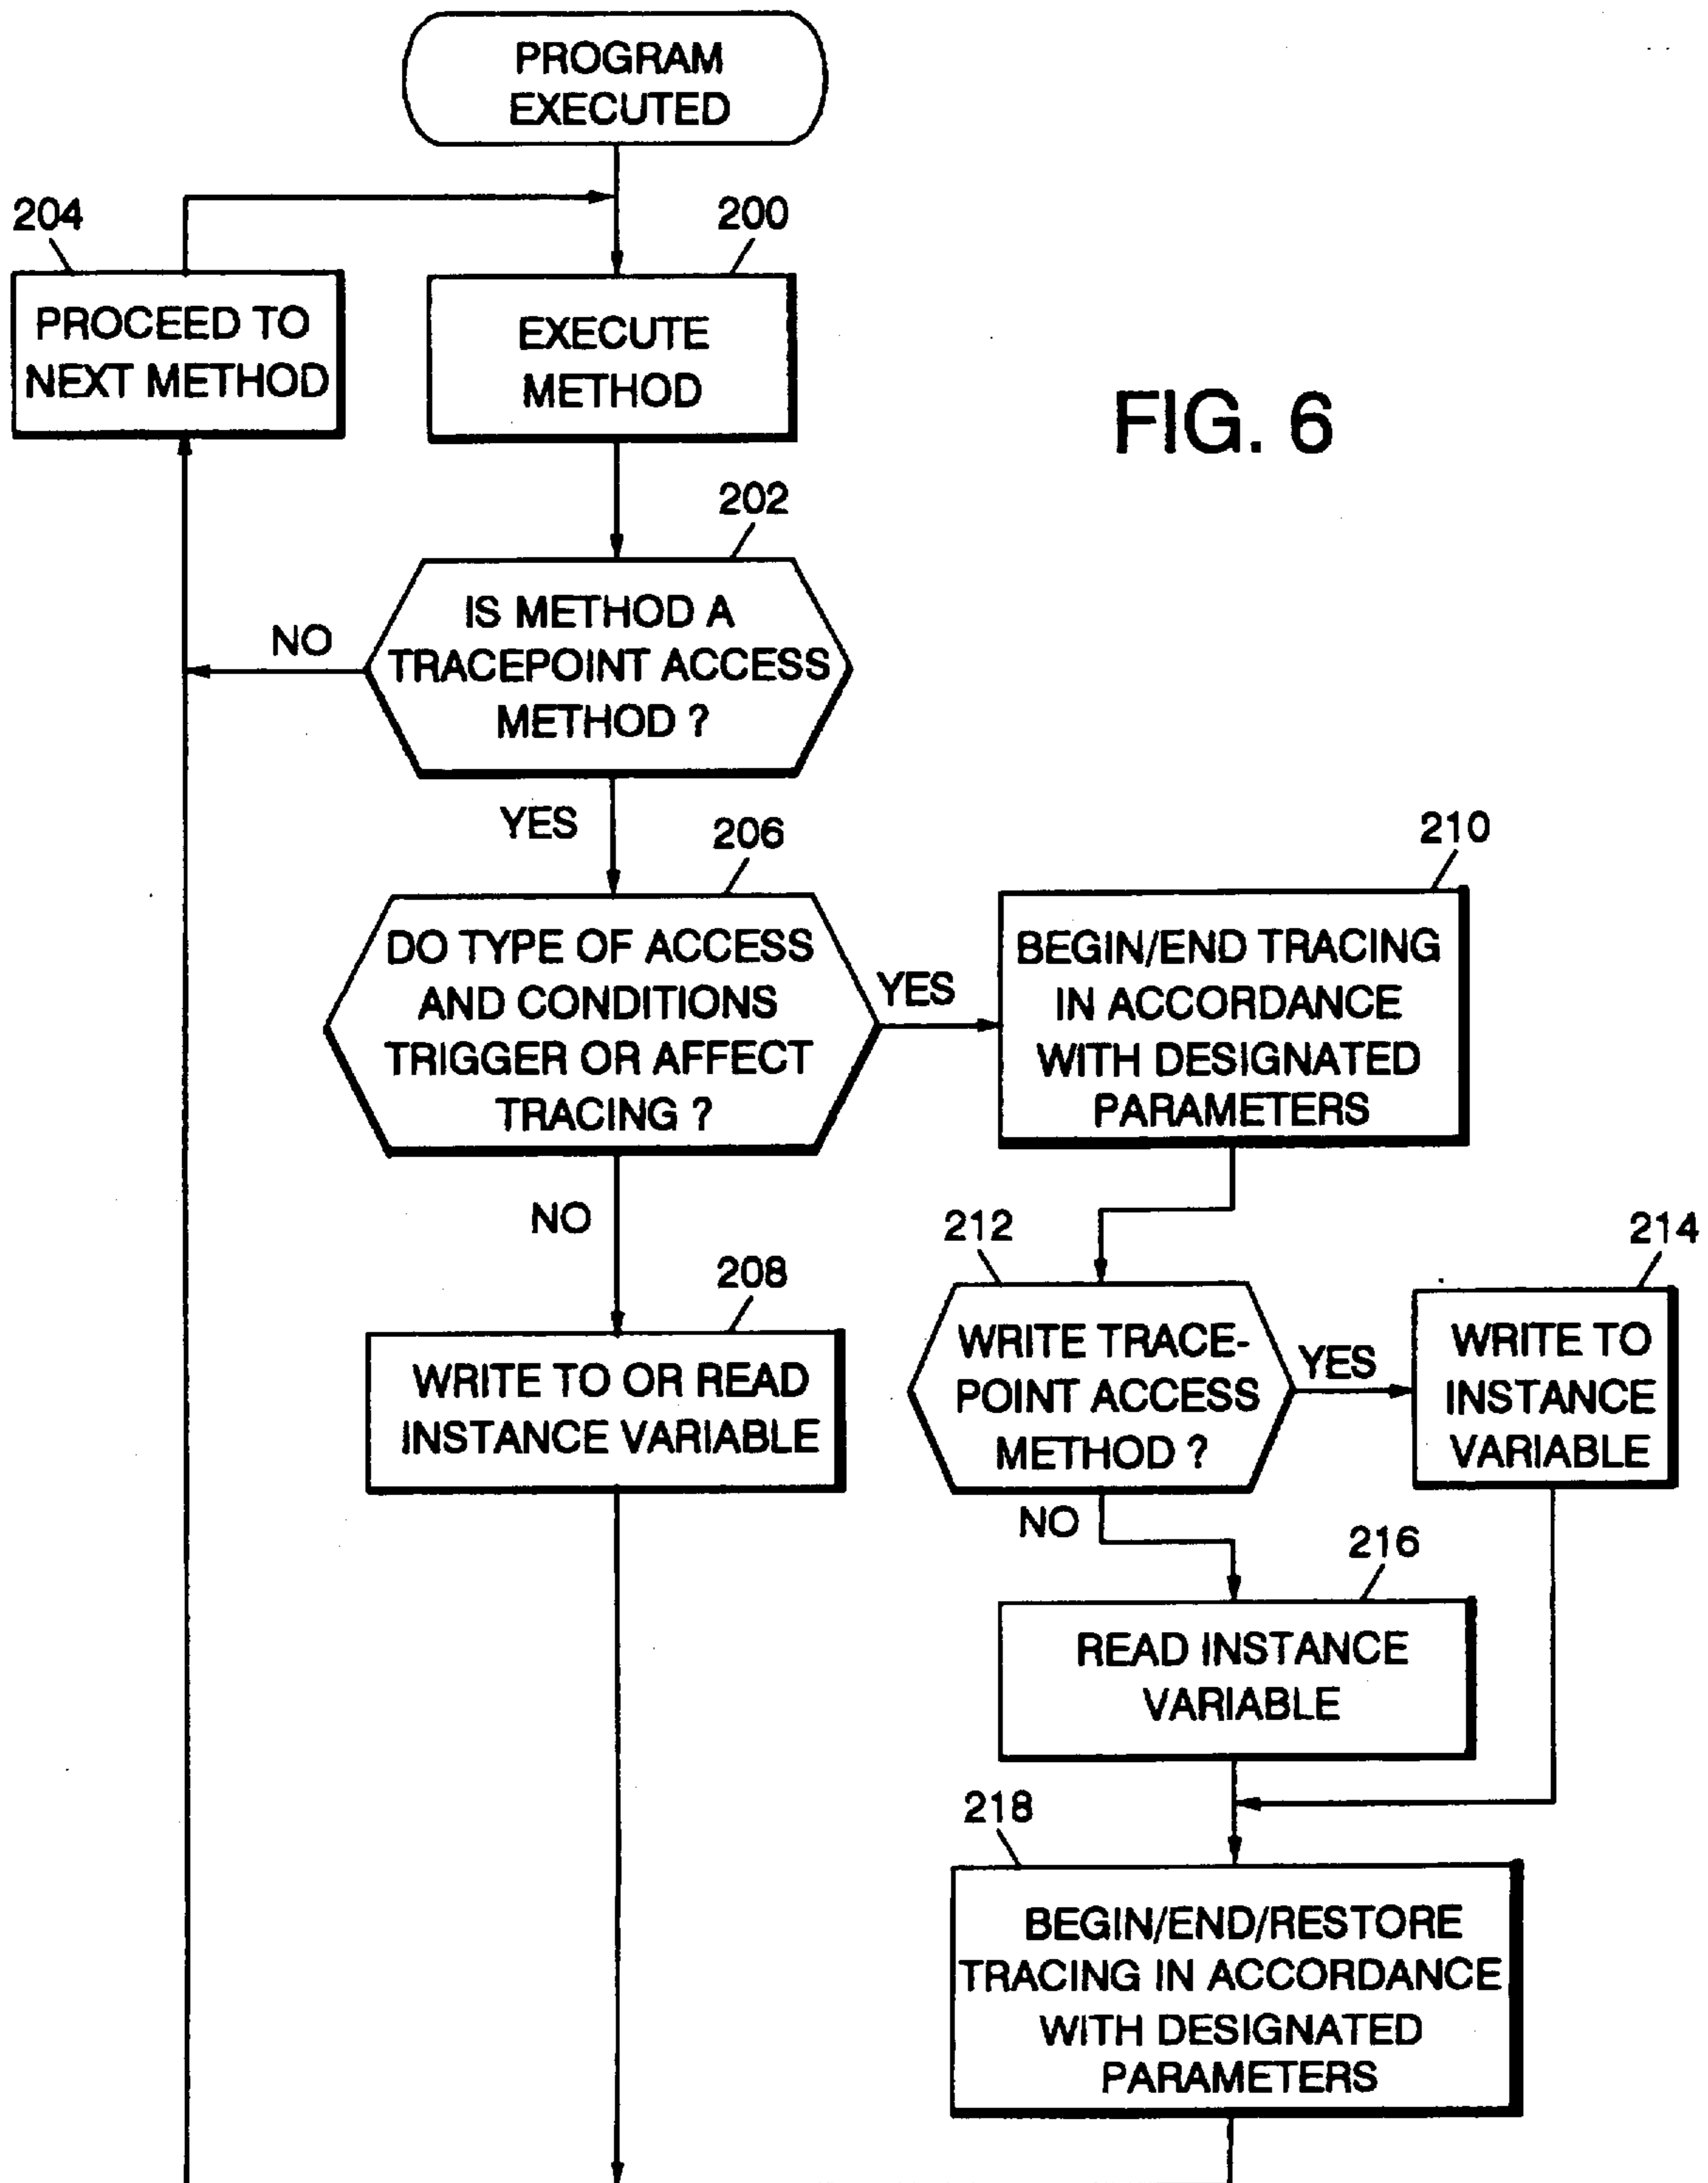 PROGRAM
EXECUTED
204
200
PROCEED TO
NEXT METHOD
EXECUTE
METHOD
FIG. 6
202
IS METHOD A
TRACEPOINT ACCESS
METHOD ?
NO
YES
206
210
DO TYPE OF ACCESS
AND CONDITIONS
TRIGGER OR AFFECT
TRACING ?
YES
BEGIN/END TRACING
IN ACCORDANCE
WITH DESIGNATED
PARAMETERS
NO
212
214
208
WRITE TO OR READ
INSTANCE VARIABLE
WRITE TRACE-
POINT ACCESS
METHOD ?
YES
WRITE TO
INSTANCE
VARIABLE
NO
216
READ INSTANCE
VARIABLE
218
BEGIN/END/RESTORE
TRACING IN ACCORDANCE
WITH DESIGNATED
PARAMETERS